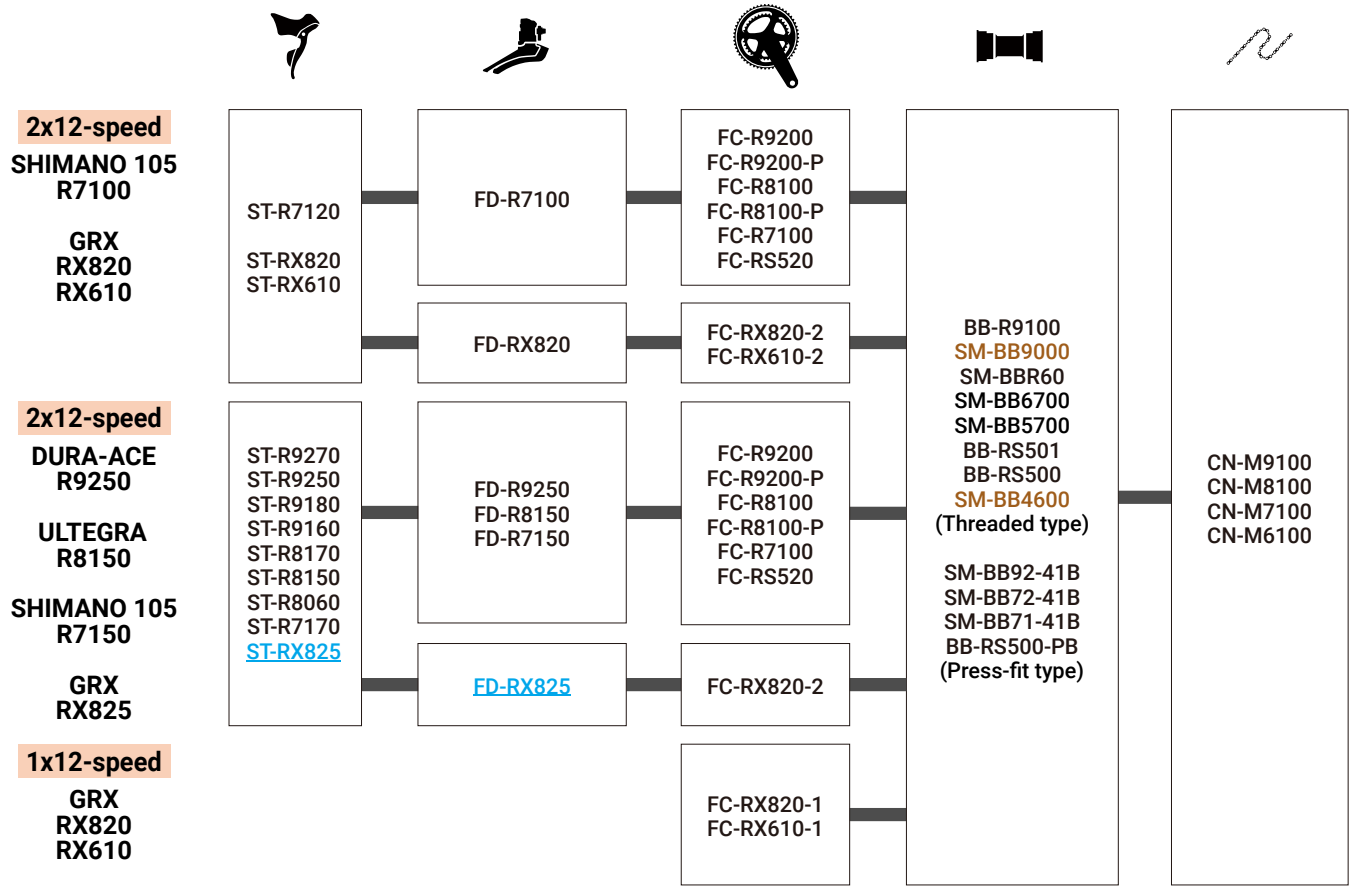 2x12-speed
SHIMANO 105
R7100
GRX
RX820
RX610
ST-R7120
ST-RX820
ST-RX610
FD-R7100
FC-R9200
FC-R9200-P
FC-R8100
FC-R8100-P
FC-R7100
FC-RS520
FD-RX820
FC-RX820-2
FC-RX610-2
2x12-speed
DURA-ACE
R9250
ULTEGRA
R8150
SHIMANO 105
R7150
GRX
RX825
ST-R9270
ST-R9250
ST-R9180
ST-R9160
ST-R8170
ST-R8150
ST-R8060
ST-R7170
ST-RX825
FD-R9250
FD-R8150
FD-R7150
FC-R9200
FC-R9200-P
FC-R8100
FC-R8100-P
FC-R7100
FC-RS520
FD-RX825
FC-RX820-2
1x12-speed
GRX
RX820
RX610
FC-RX820-1
FC-RX610-1
BB-R9100
SM-BB9000
SM-BBR60
SM-BB6700
SM-BB5700
BB-RS501
BB-RS500
SM-BB4600
(Threaded type)
SM-BB92-41B
SM-BB72-41B
SM-BB71-41B
BB-RS500-PB
(Press-fit type)
CN-M9100
CN-M8100
CN-M7100
CN-M6100